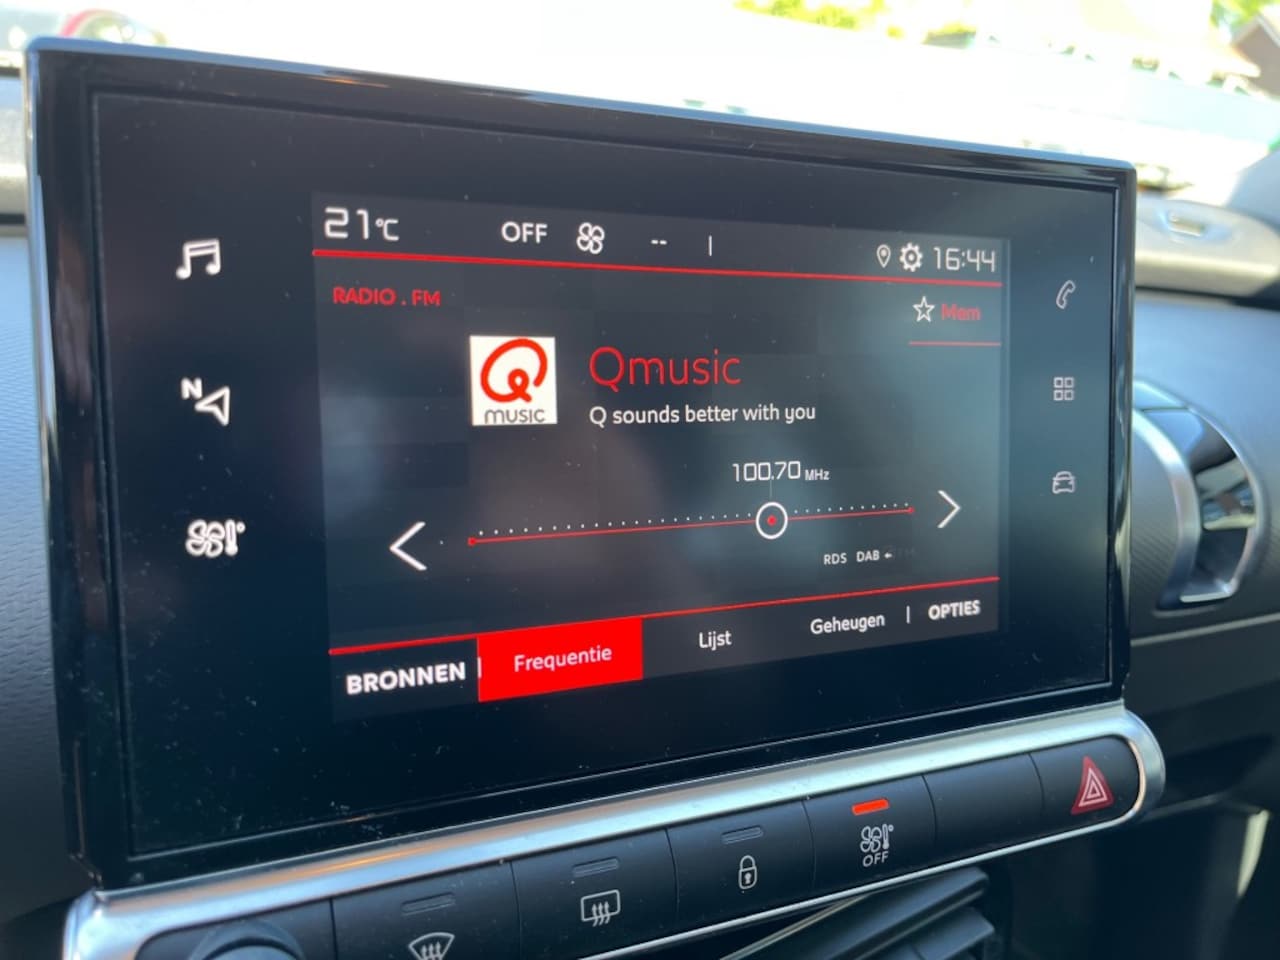 21°C OFF -- | 16:44
RADIO . FM
Mem
Q
MUSIC
Qmusic
Q sounds better with you
100.70 MHz
RDS DAB
BRONNEN | Frequentie Lijst Geheugen | OPTIES
N
OFF